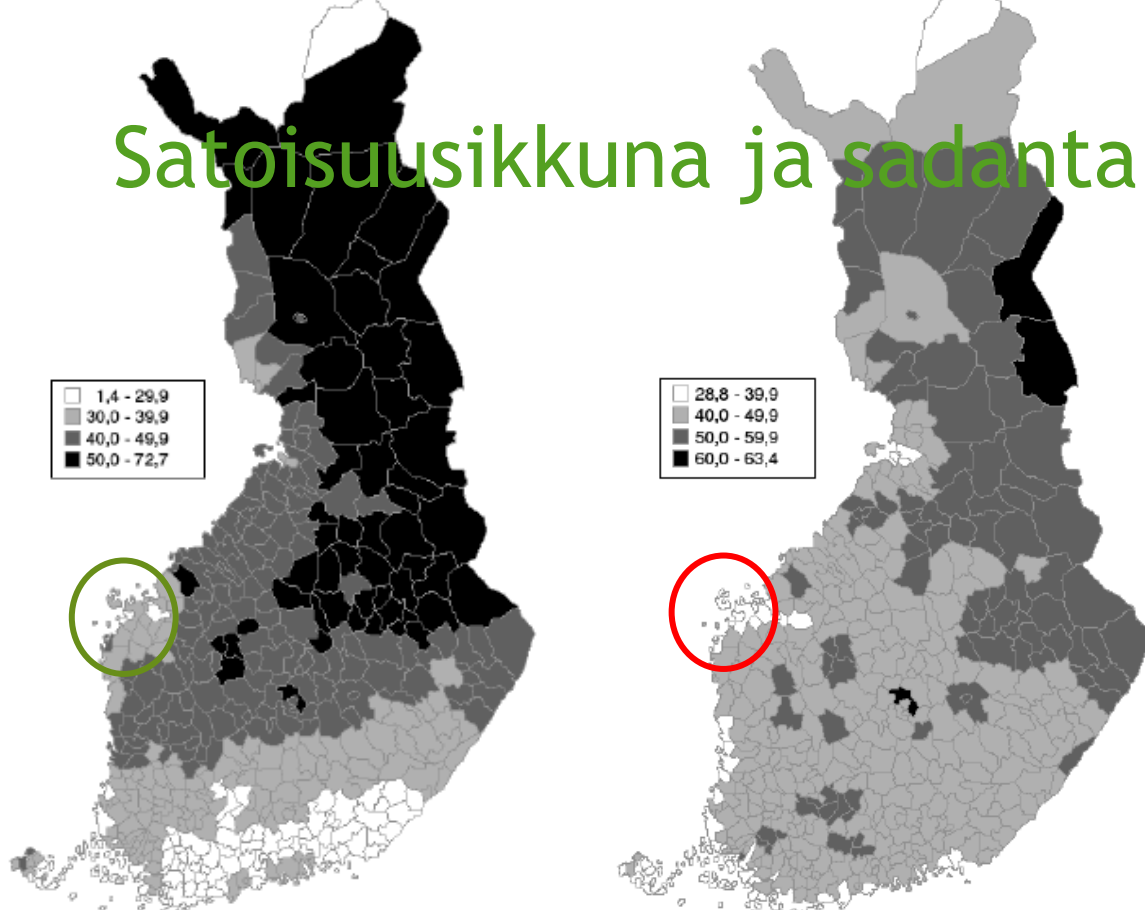 Satoisuusikkuna ja sadanta
1,4 - 29,9
30,0 - 39,9
40,0 - 49,9
50,0 - 72,7
28,8 - 39,9
40,0 - 49,9
50,0 - 59,9
60,0 - 63,4